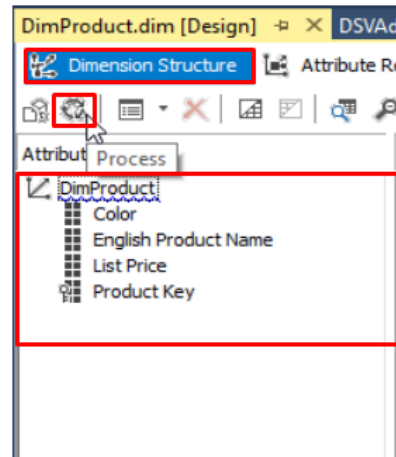 DimProduct.dim [Design] DSVAd
Dimension Structure Attribute Re
Attribut
Process
DimProduct
Color
English Product Name
List Price
Product Key